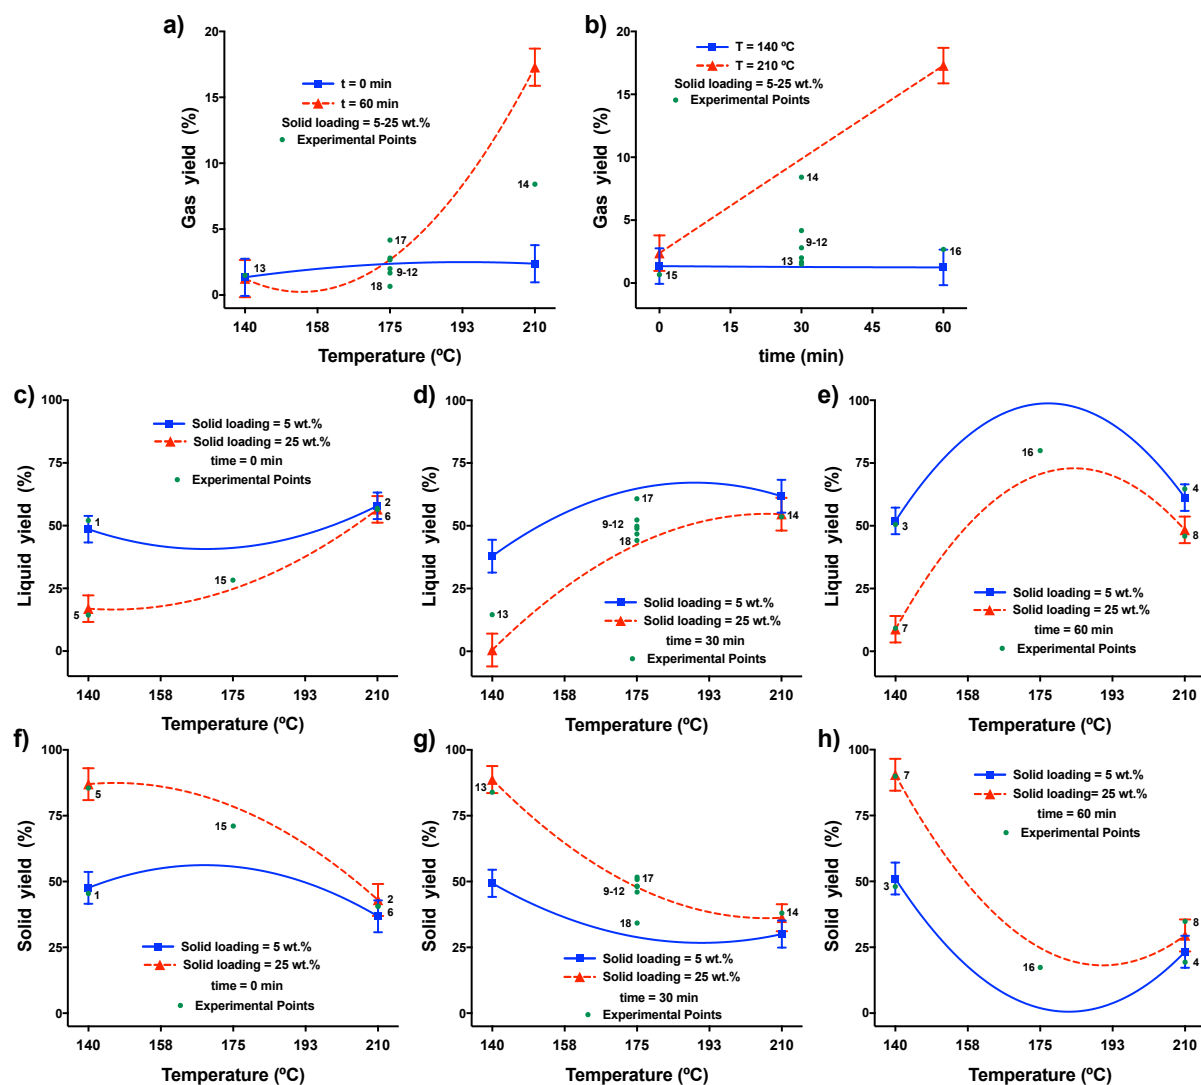 a)
20
15
10
5
0
Gas yield (%)
t = 0 min
t = 60 min
Solid loading = 5-25 wt.%
Experimental Points
13
17
9-12
18
14
140 158 175 193 210
Temperature (ºC)
b)
20
15
10
5
0
Gas yield (%)
T = 140 ºC
T = 210 ºC
Solid loading = 5-25 wt.%
Experimental Points
14
9-12
13
15
16
0 15 30 45 60
time (min)
c)
100
75
50
25
0
Liquid yield (%)
Solid loading = 5 wt.%
Solid loading = 25 wt.%
time = 0 min
Experimental Points
1
2
6
15
5
140 158 175 193 210
Temperature (ºC)
d)
100
75
50
25
0
Liquid yield (%)
17
9-12
18
14
13
Solid loading = 5 wt.%
Solid loading = 25 wt.%
time = 30 min
Experimental Points
140 158 175 193 210
Temperature (ºC)
e)
100
75
50
25
0
Liquid yield (%)
16
4
3
8
7
Solid loading = 5 wt.%
Solid loading = 25 wt.%
time = 60 min
Experimental Points
140 158 175 193 210
Temperature (ºC)
f)
100
75
50
25
0
Solid yield (%)
5
15
1
2
6
Solid loading = 5 wt.%
Solid loading = 25 wt.%
time = 0 min
Experimental Points
140 158 175 193 210
Temperature (ºC)
g)
100
75
50
25
0
Solid yield (%)
13
17
9-12
18
14
Solid loading = 5 wt.%
Solid loading = 25 wt.%
time = 30 min
Experimental Points
140 158 175 193 210
Temperature (ºC)
h)
100
75
50
25
0
Solid yield (%)
7
Solid loading = 5 wt.%
Solid loading= 25 wt.%
time = 60 min
Experimental Points
3
16
8
4
140 158 175 193 210
Temperature (ºC)